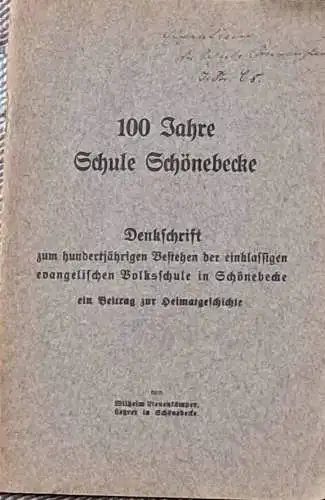 100 Jahre
Schule Schönebecke
Denkschrift
zum hundertjährigen Bestehen der einklassigen
evangelischen Volksschule in Schönebecke
ein Beitrag zur Heimatgeschichte
von
Wilhelm Nienenkämper,
Lehrer in Schönebecke